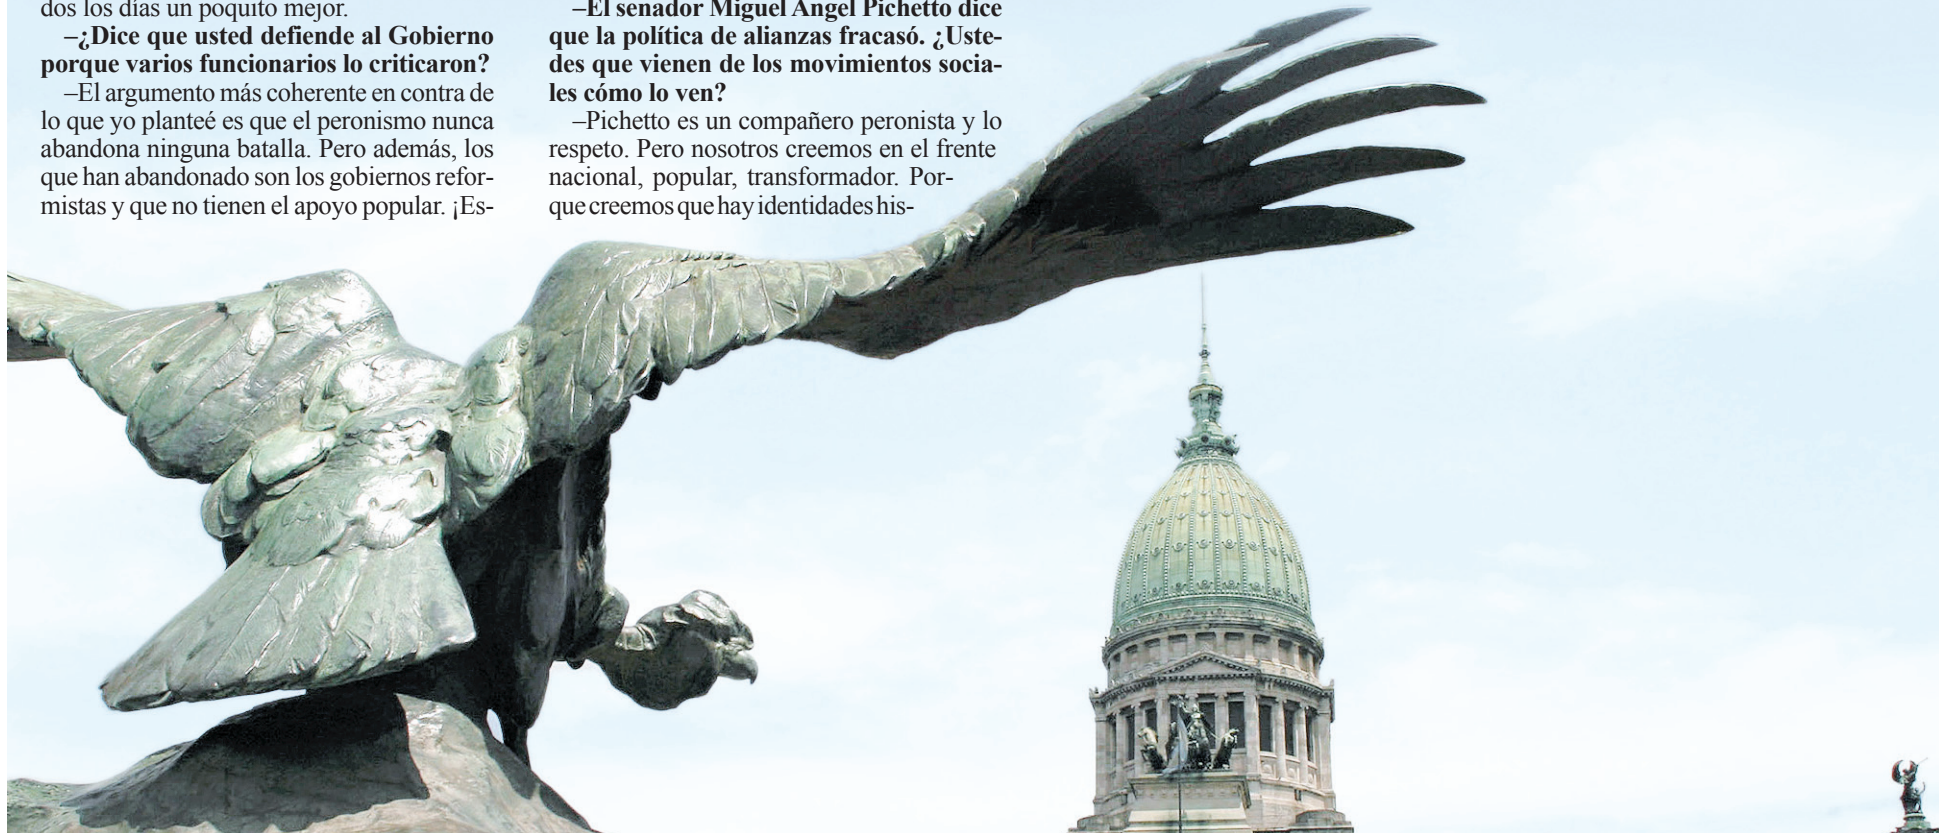 dos los días un poquito mejor.
–¿Dice que usted defiende al Gobierno
porque varios funcionarios lo criticaron?
–El argumento más coherente en contra de
lo que yo planteé es que el peronismo nunca
abandona ninguna batalla. Pero además, los
que han abandonado son los gobiernos refor-
mistas y que no tienen el apoyo popular. ¡Es-
–El senador Miguel Angel Pichetto dice
que la política de alianzas fracasó. ¿Uste-
des que vienen de los movimientos socia-
les cómo lo ven?
–Pichetto es un compañero peronista y lo
respeto. Pero nosotros creemos en el frente
nacional, popular, transformador. Por-
que creemos que hay identidades his-